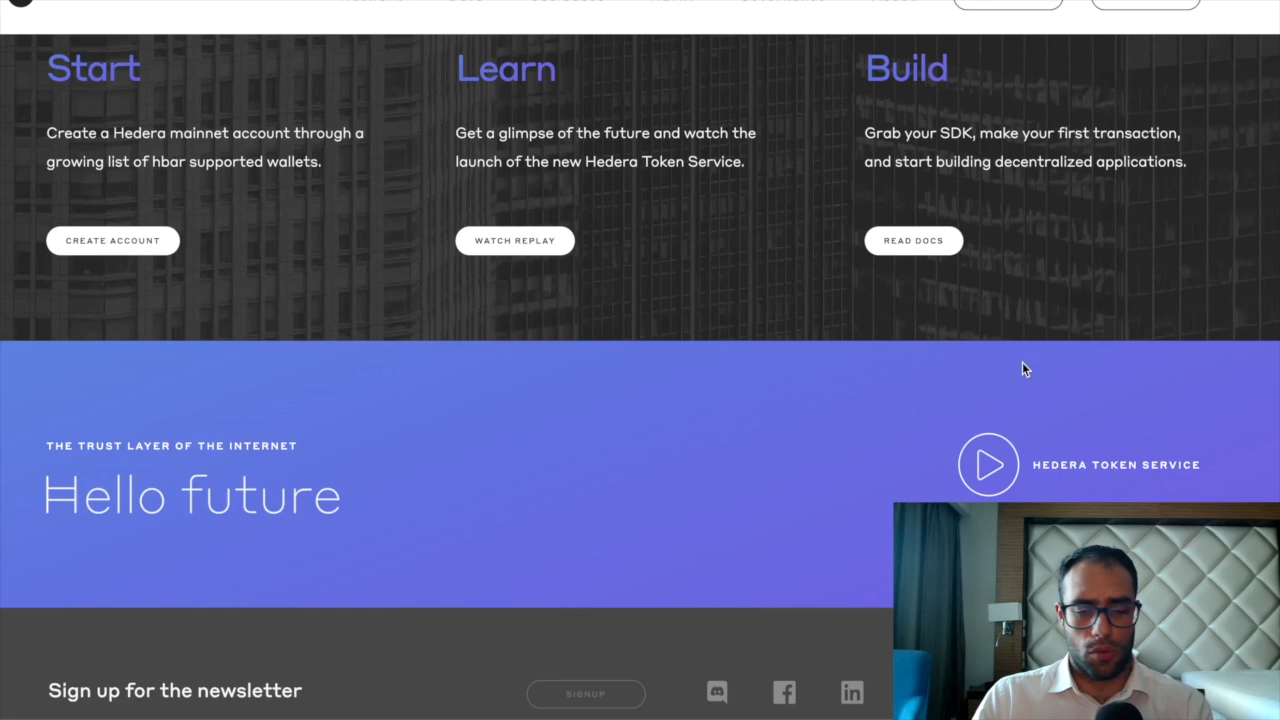 Start
Create a Hedera mainnet account through a
growing list of hbar supported wallets.
CREATE ACCOUNT
Learn
Get a glimpse of the future and watch the
launch of the new Hedera Token Service.
WATCH REPLAY
Build
Grab your SDK, make your first transaction,
and start building decentralized applications.
READ DOCS
THE TRUST LAYER OF THE INTERNET
Hello future
HEDERA TOKEN SERVICE
Sign up for the newsletter
SIGNUP
in